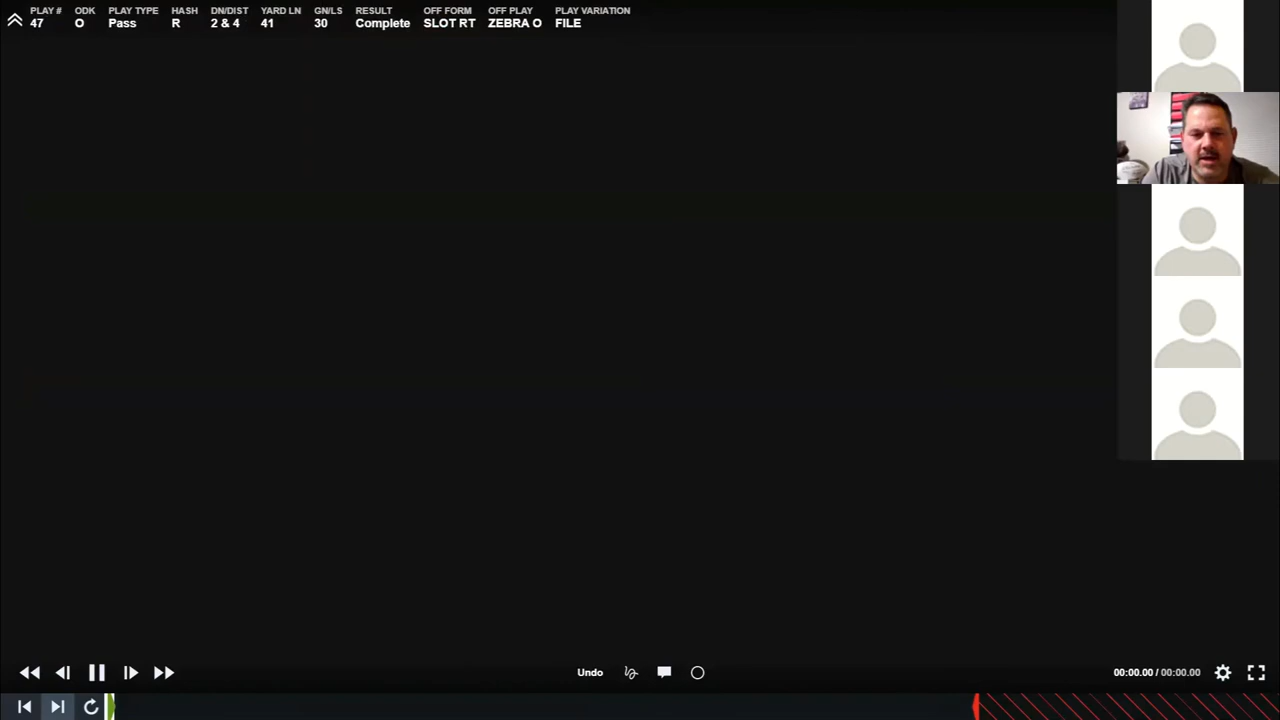 PLAY # ODK PLAY TYPE HASH DN/DIST YARD LN GN/LS RESULT OFF FORM OFF PLAY PLAY VARIATION
47 O Pass R 2 & 4 41 30 Complete SLOT RT ZEBRA O FILE
Undo 00:00.00 / 00:00.00